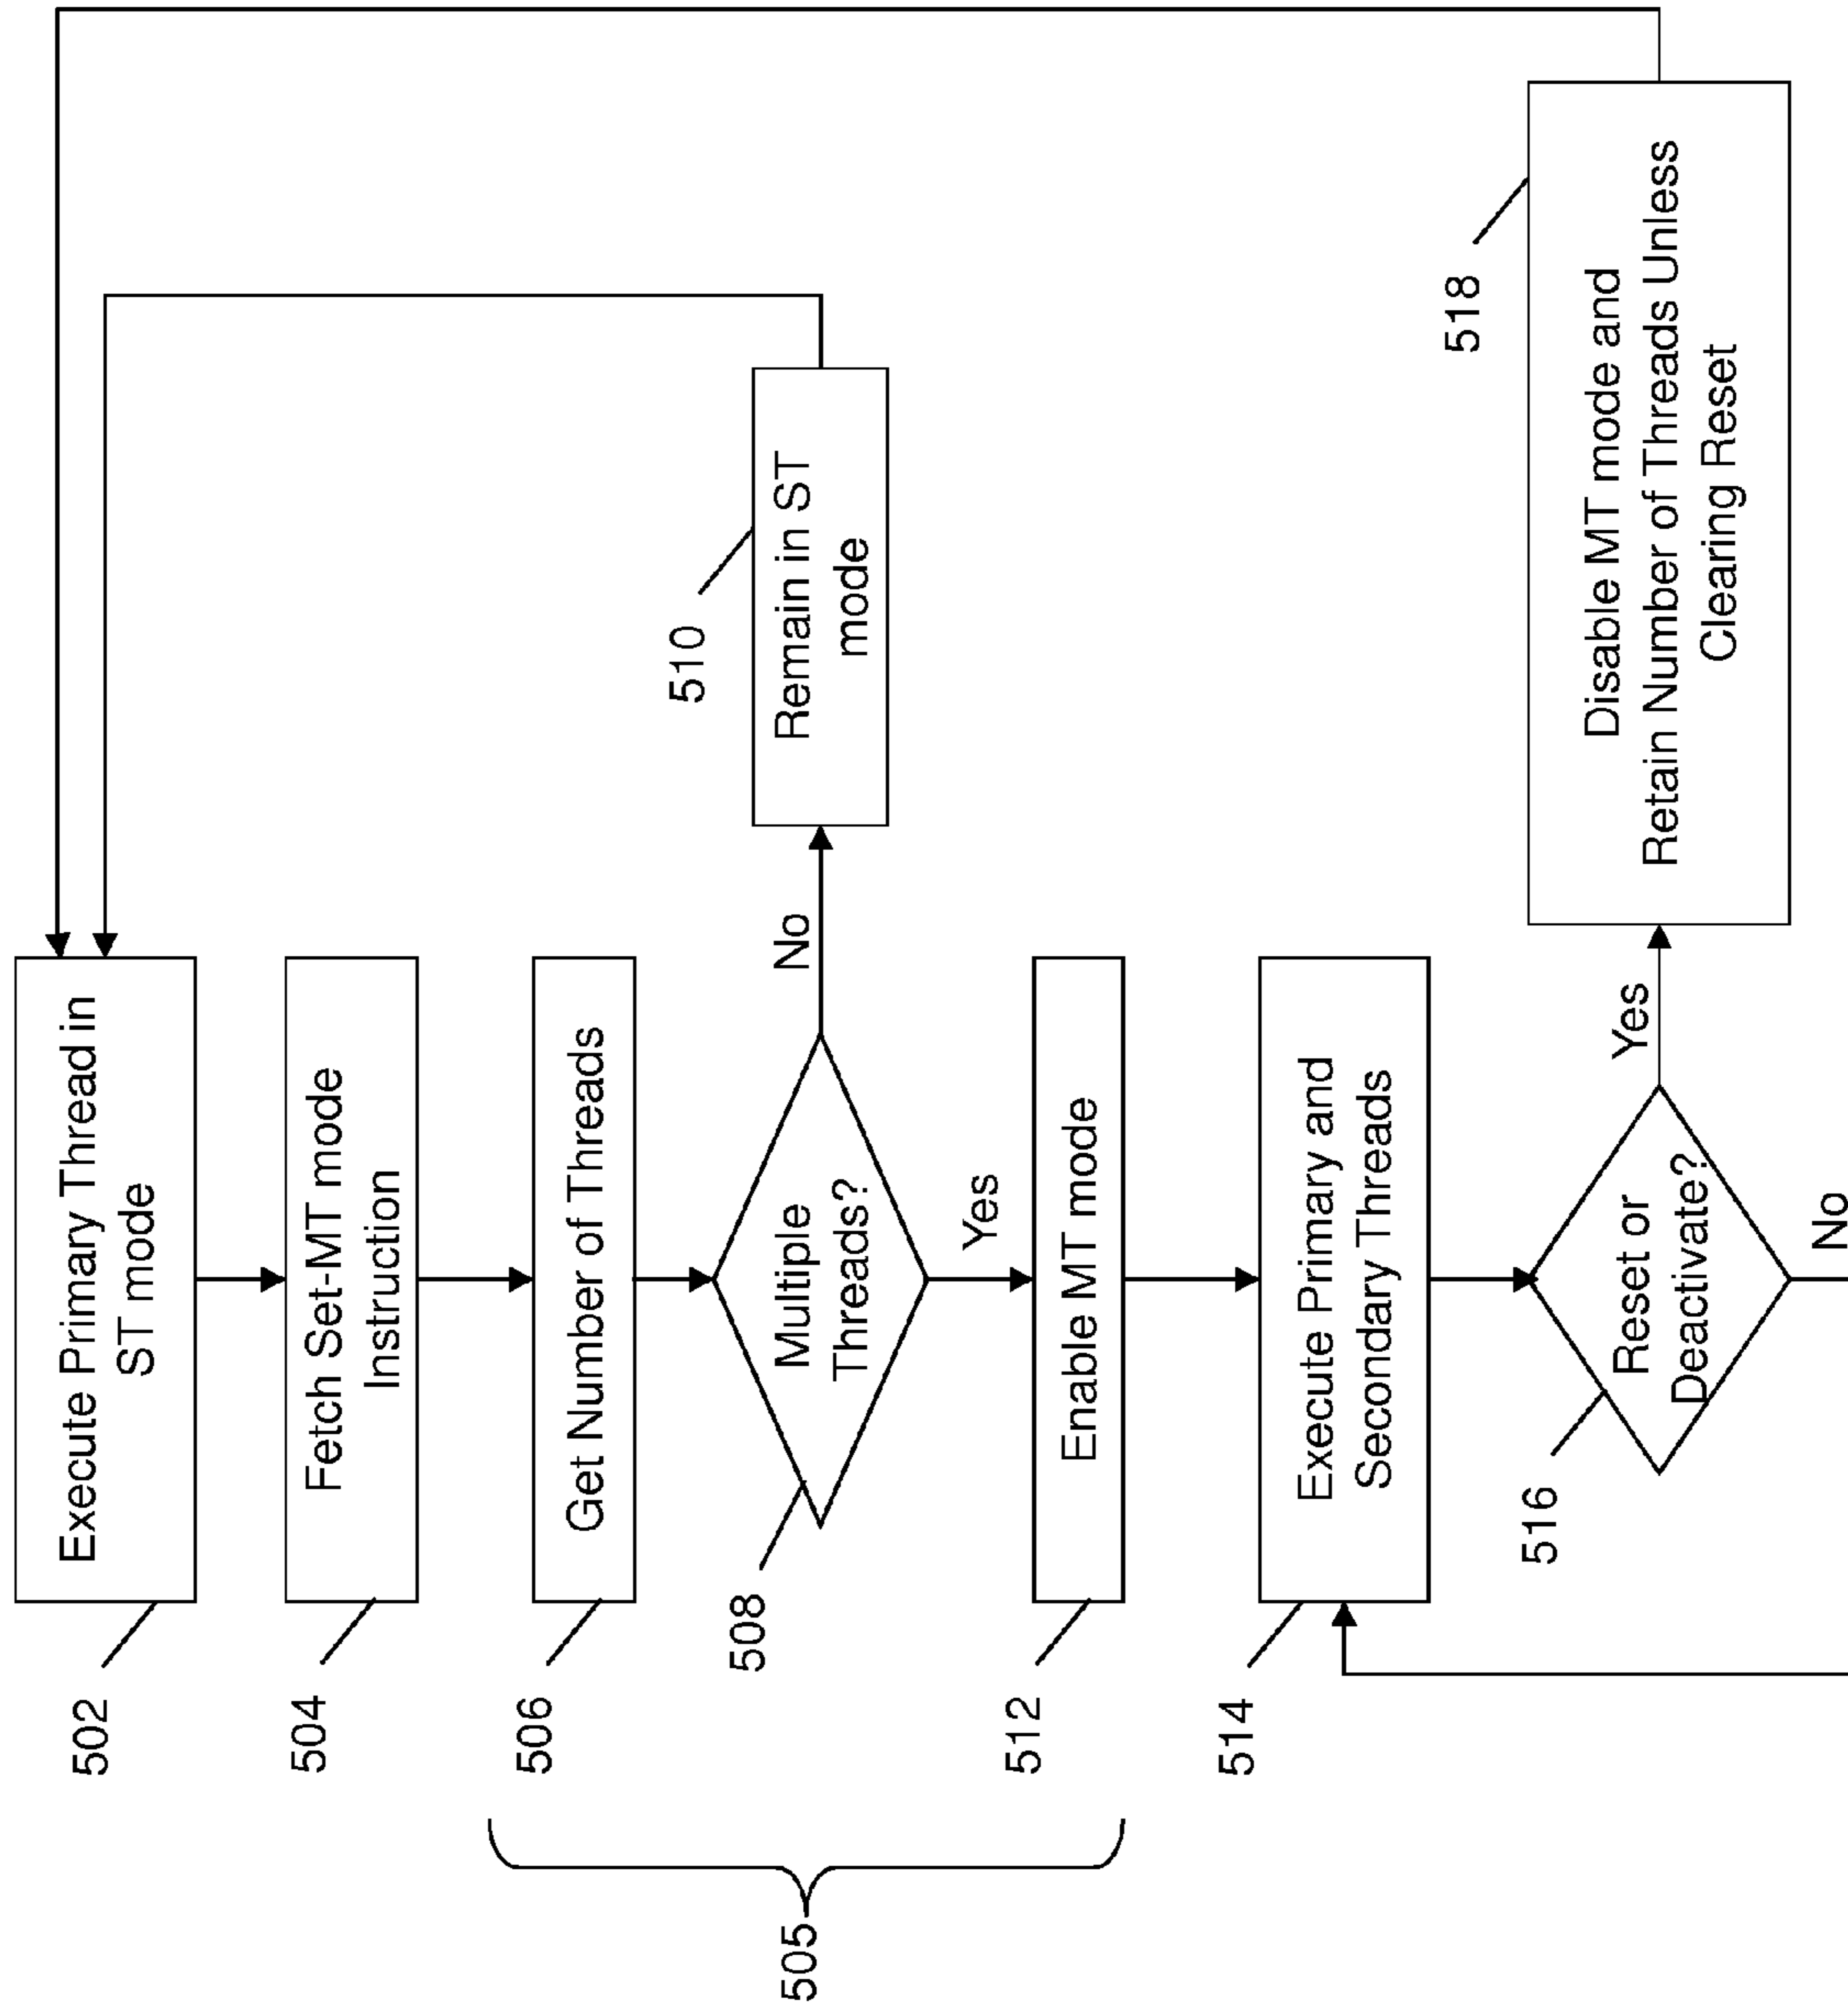 502
Execute Primary Thread in
ST mode
504
Fetch Set-MT mode
Instruction
505
506
Get Number of Threads
508
Multiple
Threads?
No
510
Remain in ST
mode
Yes
512
Enable MT mode
514
Execute Primary and
Secondary Threads
516
Reset or
Deactivate?
Yes
518
Disable MT mode and
Retain Number of Threads Unless
Clearing Reset
No